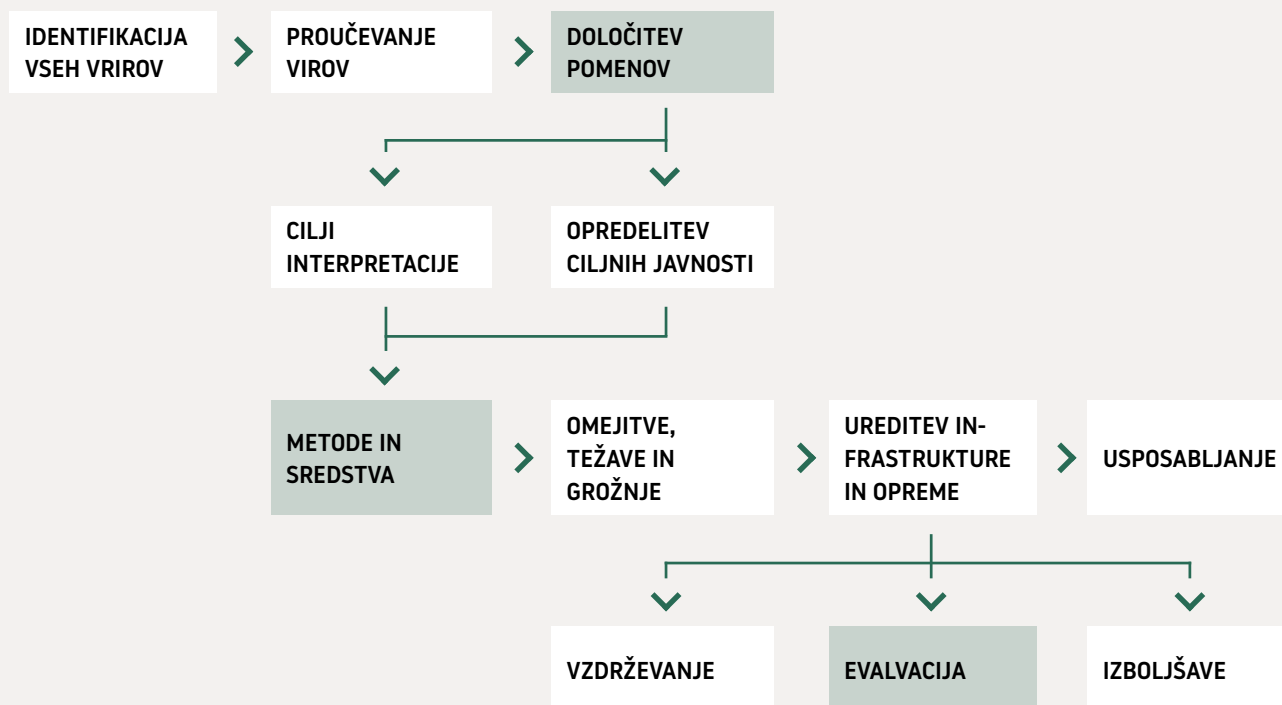 IDENTIFIKACIJA
VSEH VRIROV
PROUČEVANJE
VIROV
DOLOČITEV
POMENOV
CILJI
INTERPRETACIJE
OPREDELITEV
CILJNIH JAVNOSTI
METODE IN
SREDSTVA
OMEJITVE,
TEŽAVE IN
GROŽNJE
UREDITEV IN-
FRASTRUKTURE
IN OPREME
USPOSABLJANJE
VZDRŽEVANJE
EVALVACIJA
IZBOLJŠAVE